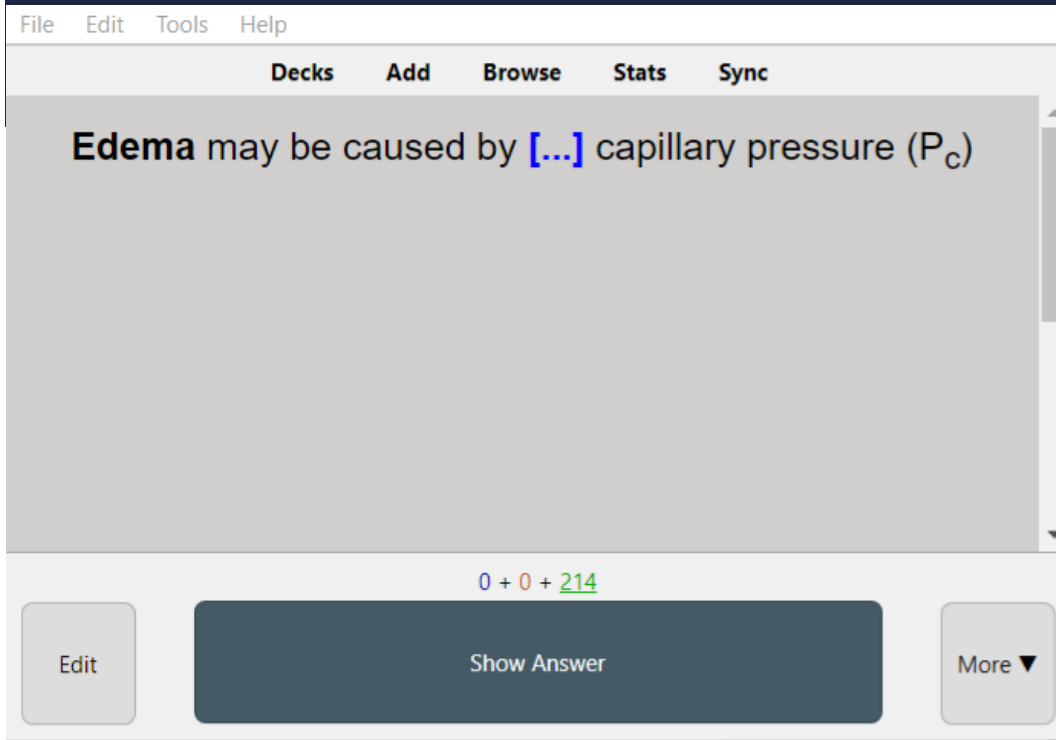 File Edit Tools Help
Decks Add Browse Stats Sync
Edema may be caused by [...] capillary pressure (Pc)
0 + 0 + 214
Edit Show Answer More ▼